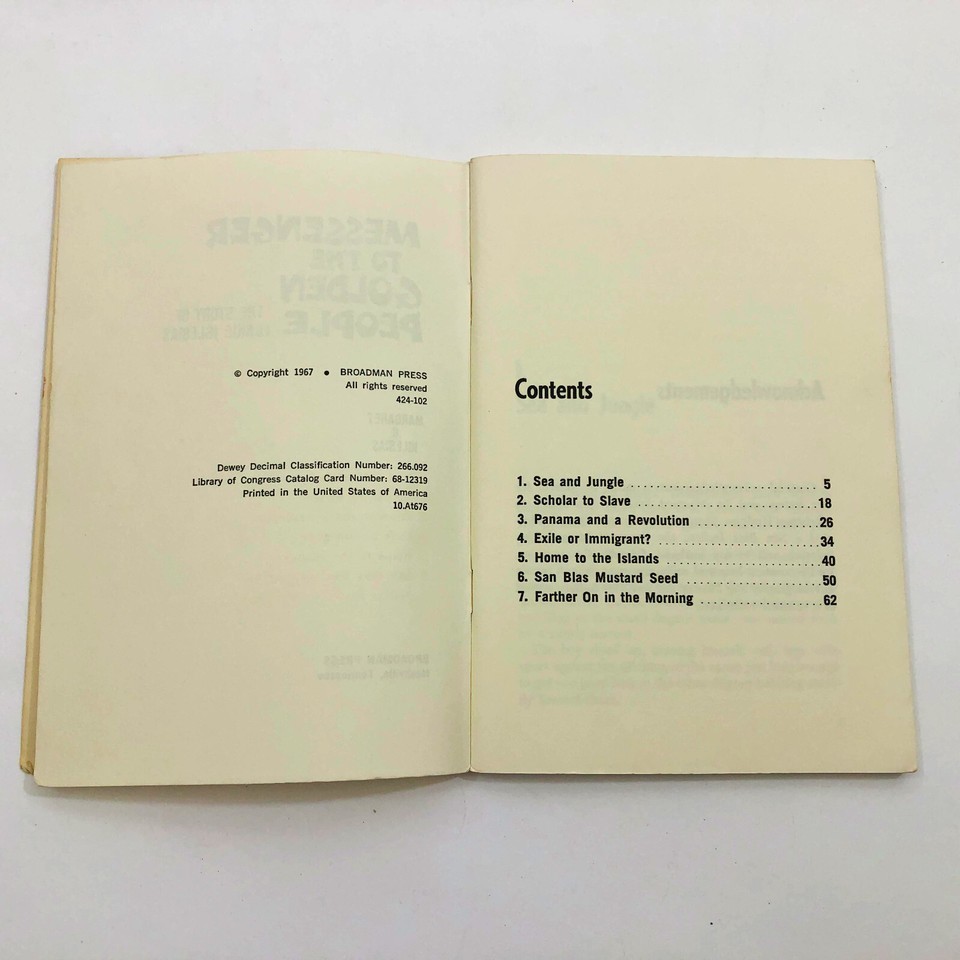 © Copyright 1967 • BROADMAN PRESS
All rights reserved
424-102
Dewey Decimal Classification Number: 266.092
Library of Congress Catalog Card Number: 68-12319
Printed in the United States of America
10.At676
Contents
1. Sea and Jungle .......................... 5
2. Scholar to Slave .........................18
3. Panama and a Revolution .................26
4. Exile or Immigrant? ......................34
5. Home to the Islands .....................40
6. San Blas Mustard Seed ..................50
7. Farther On in the Morning ................62